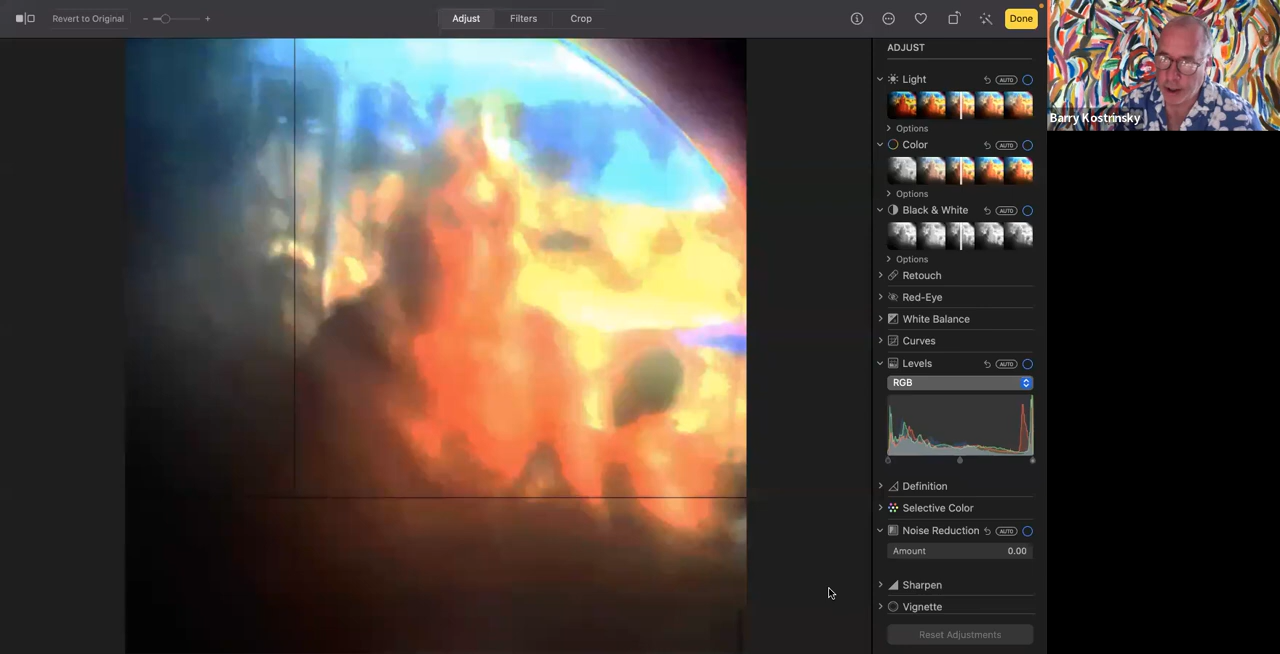 Revert to Original
Adjust
Filters
Crop
Done
ADJUST
Light
AUTO
Options
Color
AUTO
Options
Black & White
AUTO
Options
Retouch
Red-Eye
White Balance
Curves
Levels
AUTO
RGB
Definition
Selective Color
Noise Reduction
AUTO
Amount 0.00
Sharpen
Vignette
Reset Adjustments
Barry Kostrinsky